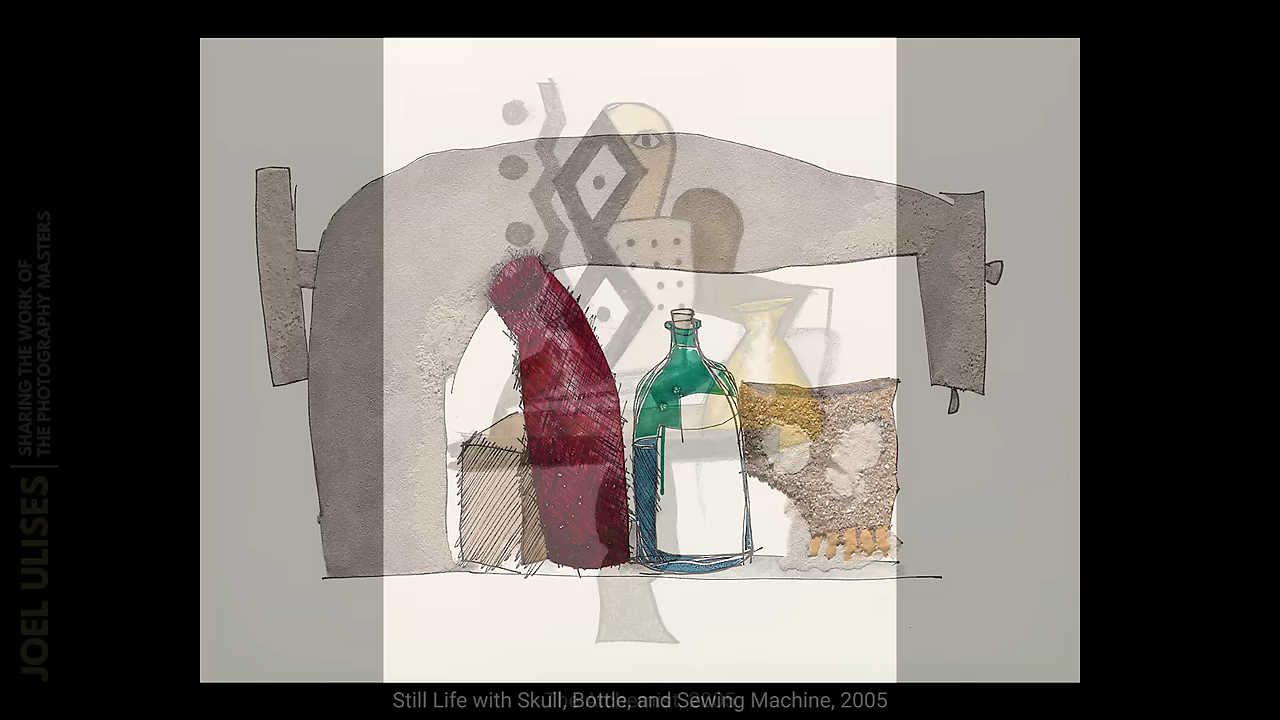 JOEL ULISES
SHARING THE WORK OF
THE PHOTOGRAPHY MASTERS
Still Life with Skull, Bottle, and Sewing Machine, 2005